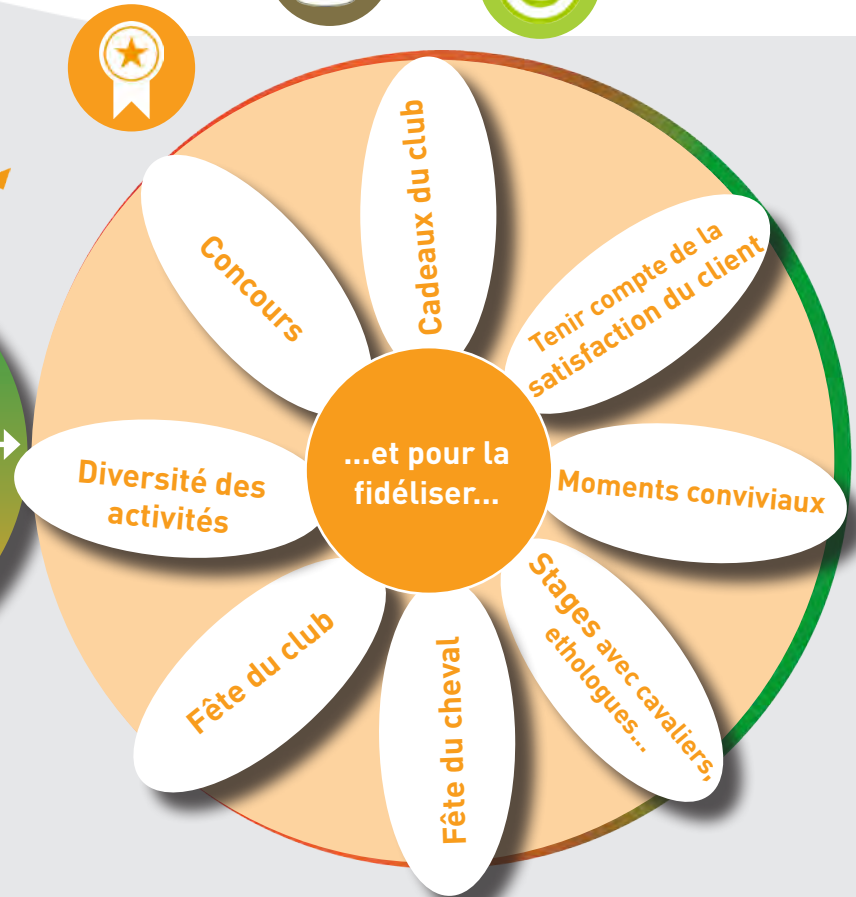 Cadeaux du club
Tenir compte de la
satisfaction du client
Moments conviviaux
Stages avec cavaliers,
ethologues...
Fête du cheval
Fête du club
Diversité des
activités
Concours
...et pour la
fidéliser...